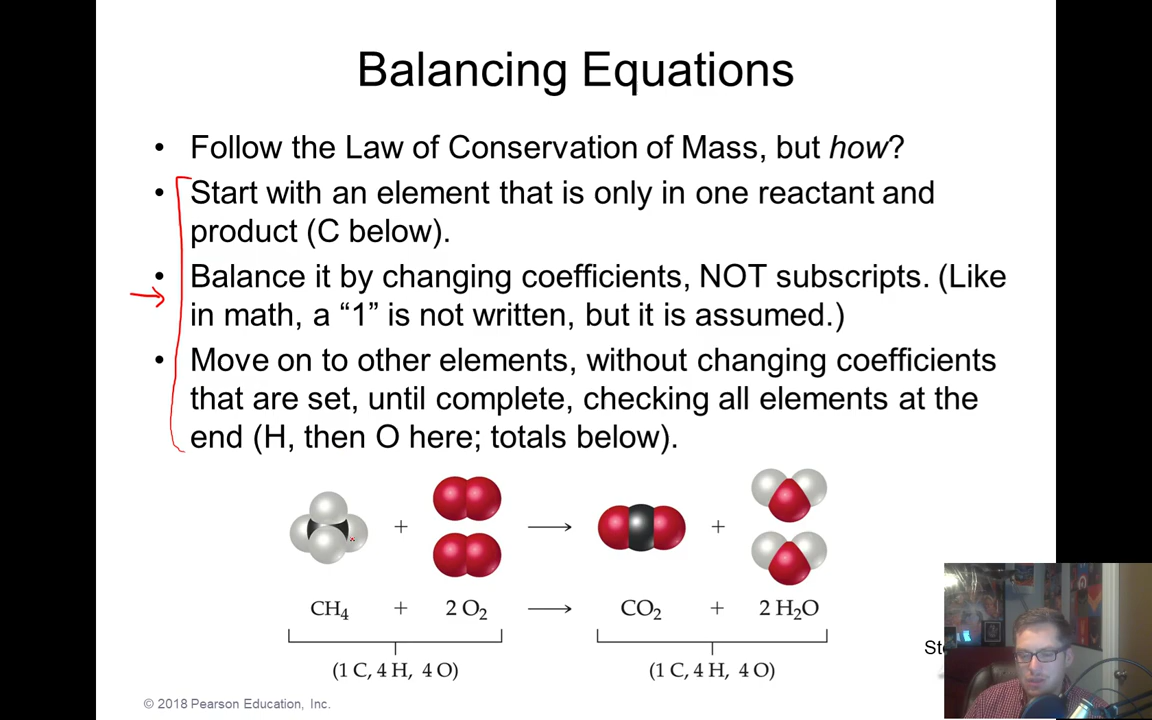 Balancing Equations
• Follow the Law of Conservation of Mass, but how?
• Start with an element that is only in one reactant and
product (C below).
• Balance it by changing coefficients, NOT subscripts. (Like
in math, a “1” is not written, but it is assumed.)
• Move on to other elements, without changing coefficients
that are set, until complete, checking all elements at the
end (H, then O here; totals below).
+ → +
CH₄ + 2 O₂ → CO₂ + 2 H₂O
(1 C, 4 H, 4 O) (1 C, 4 H, 4 O)
© 2018 Pearson Education, Inc.